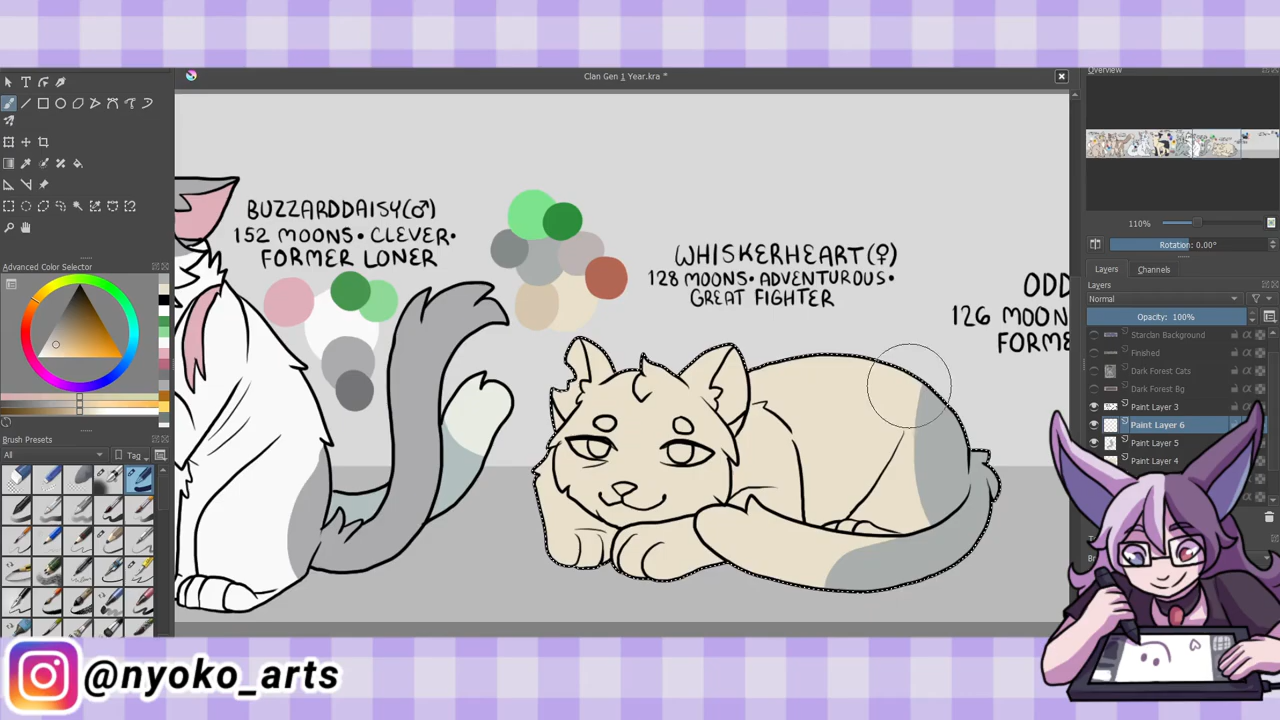 Clan Gen 1 Year.kra *
Overview
T
110%
Rotation: 0.00°
Layers
Channels
Layers
Normal
Opacity: 100%
Starclan Background
Finished
Dark Forest Cats
Dark Forest Bg
Paint Layer 3
Paint Layer 6
Paint Layer 5
Paint Layer 4
Advanced Color Selector
Brush Presets
All
Tag
BUZZARDDAISY(♂)
152 MOONS • CLEVER •
FORMER LONER
WHISKERHEART(♀)
128 MOONS • ADVENTUROUS •
GREAT FIGHTER
ODD
126 MOON
FORME
@nyoko_arts